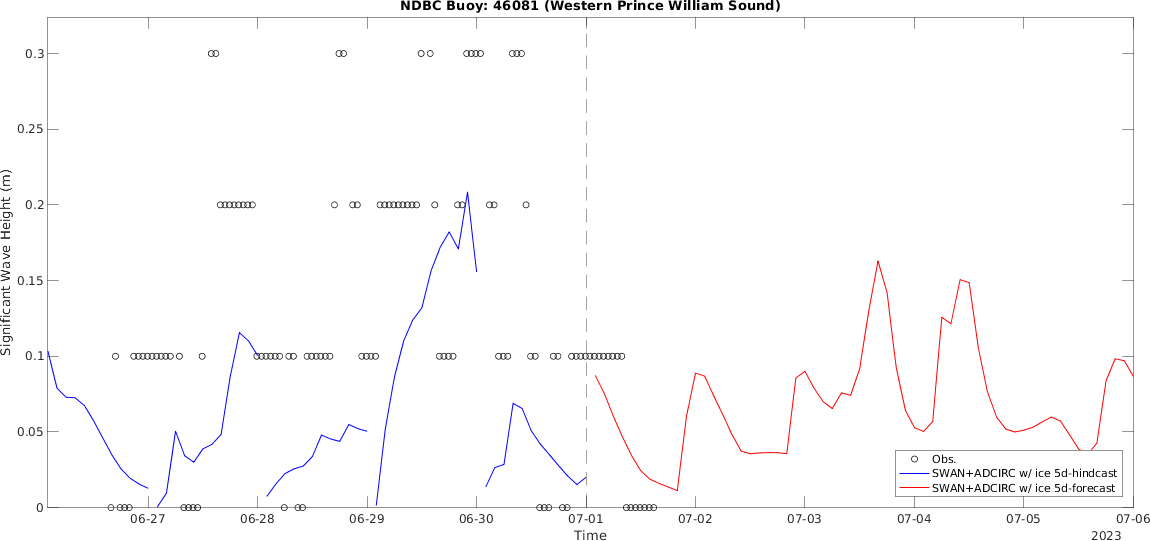 NDBC Buoy: 46081 (Western Prince William Sound)
Significant Wave Height (m)
0.3
0.25
0.2
0.15
0.1
0.05
0
Obs.
SWAN+ADCIRC w/ ice 5d-hindcast
SWAN+ADCIRC w/ ice 5d-forecast
06-27 06-28 06-29 06-30 07-01 07-02 07-03 07-04 07-05 07-06
Time
2023